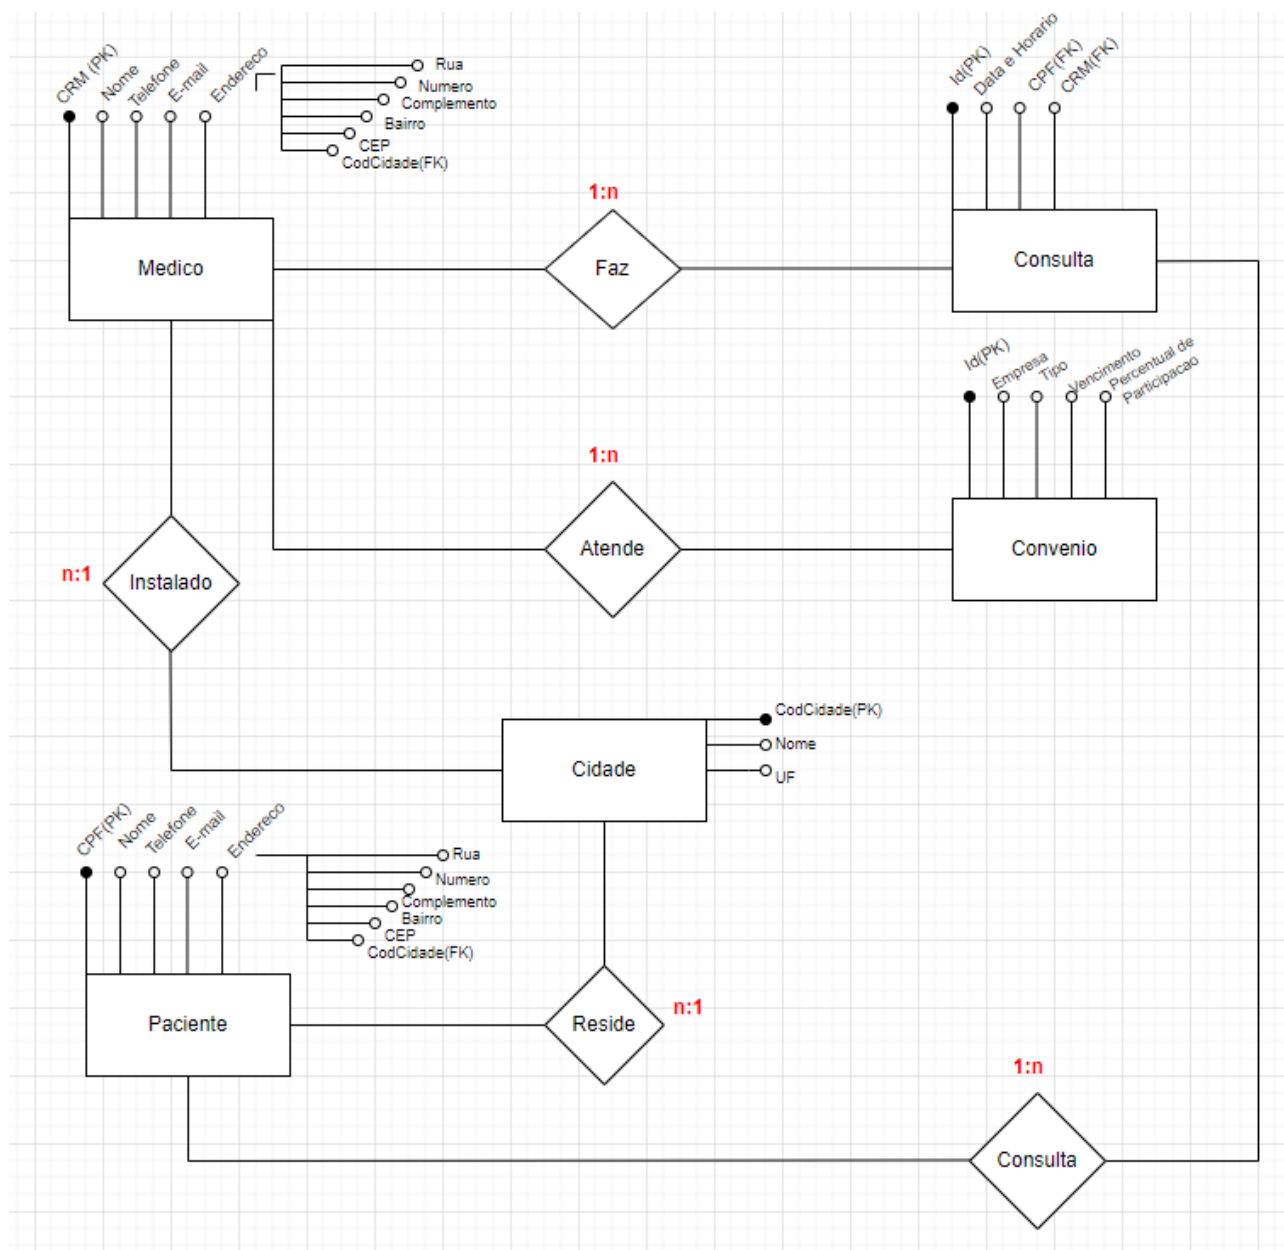 CRM (PK)
Nome
Telefone
E-mail
Endereco
Rua
Numero
Complemento
Bairro
CEP
CodCidade(FK)
Medico
1:n
Faz
Id(PK)
Data e Horario
CPF(FK)
CRM(FK)
Consulta
Id(PK)
Empresa
Tipo
Vencimento
Percentual de
Participacao
1:n
Atende
Convenio
n:1
Instalado
Cidade
CodCidade(PK)
Nome
UF
CPF(PK)
Nome
Telefone
E-mail
Endereco
Rua
Numero
Complemento
Bairro
CEP
CodCidade(FK)
Paciente
Reside
n:1
1:n
Consulta